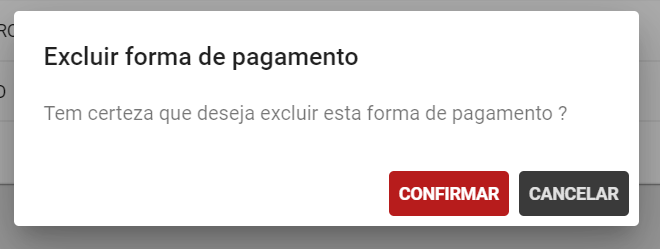 Excluir forma de pagamento
Tem certeza que deseja excluir esta forma de pagamento ?
CONFIRMAR
CANCELAR